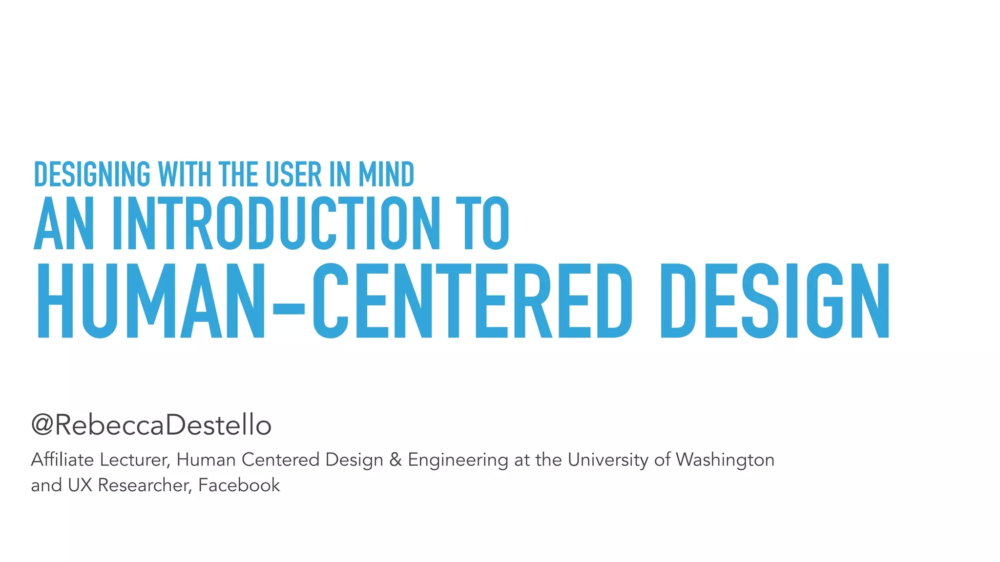 DESIGNING WITH THE USER IN MIND
AN INTRODUCTION TO
HUMAN-CENTERED DESIGN
@RebeccaDestello
Affiliate Lecturer, Human Centered Design & Engineering at the University of Washington
and UX Researcher, Facebook